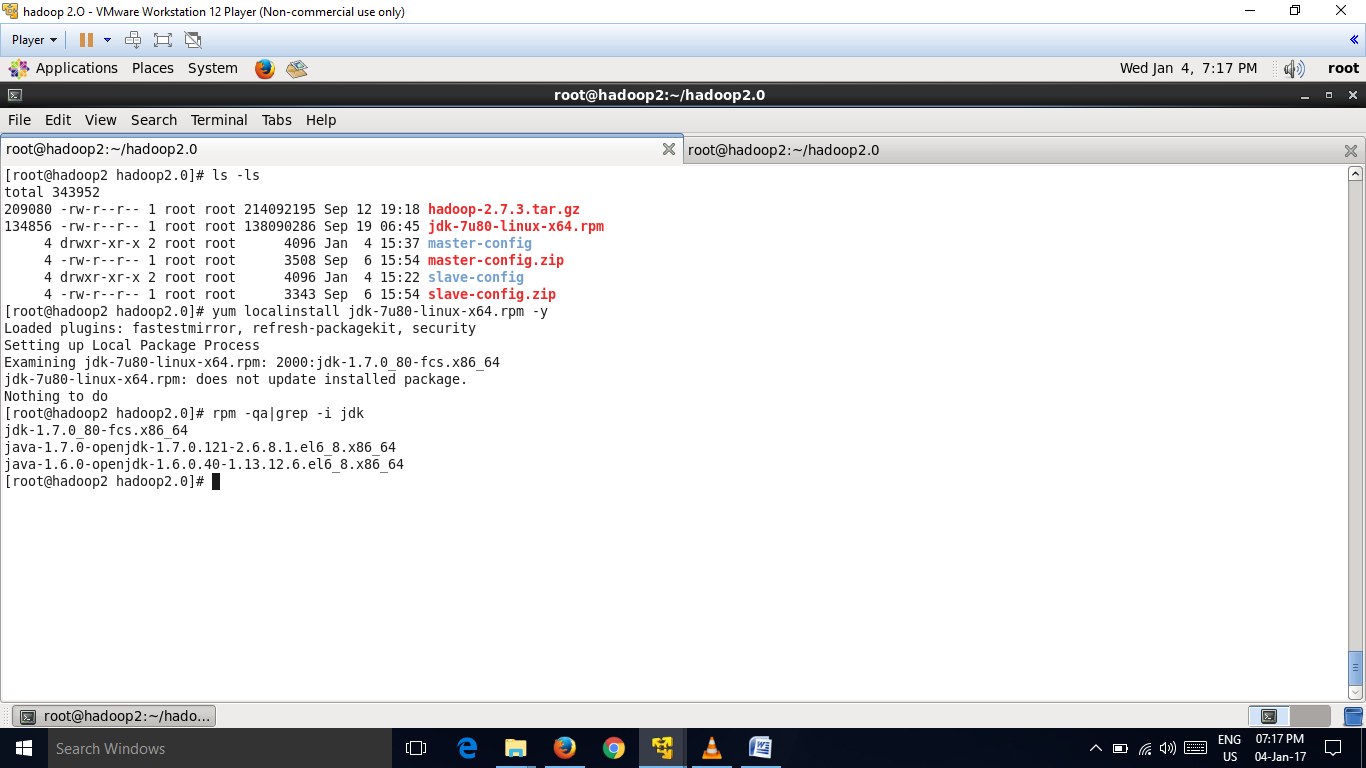 hadoop 2.O - VMware Workstation 12 Player (Non-commercial use only)
Player
Applications Places System Wed Jan 4, 7:17 PM root
root@hadoop2:~/hadoop2.0
File Edit View Search Terminal Tabs Help
root@hadoop2:~/hadoop2.0 root@hadoop2:~/hadoop2.0
[root@hadoop2 hadoop2.0]# ls -ls
total 343952
209080 -rw-r--r-- 1 root root 214092195 Sep 12 19:18 hadoop-2.7.3.tar.gz
134856 -rw-r--r-- 1 root root 138090286 Sep 19 06:45 jdk-7u80-linux-x64.rpm
     4 drwxr-xr-x 2 root root      4096 Jan  4 15:37 master-config
     4 -rw-r--r-- 1 root root      3508 Sep  6 15:54 master-config.zip
     4 drwxr-xr-x 2 root root      4096 Jan  4 15:22 slave-config
     4 -rw-r--r-- 1 root root      3343 Sep  6 15:54 slave-config.zip
[root@hadoop2 hadoop2.0]# yum localinstall jdk-7u80-linux-x64.rpm -y
Loaded plugins: fastestmirror, refresh-packagekit, security
Setting up Local Package Process
Examining jdk-7u80-linux-x64.rpm: 2000:jdk-1.7.0_80-fcs.x86_64
jdk-7u80-linux-x64.rpm: does not update installed package.
Nothing to do
[root@hadoop2 hadoop2.0]# rpm -qa|grep -i jdk
jdk-1.7.0_80-fcs.x86_64
java-1.7.0-openjdk-1.7.0.121-2.6.8.1.el6_8.x86_64
java-1.6.0-openjdk-1.6.0.40-1.13.12.6.el6_8.x86_64
[root@hadoop2 hadoop2.0]#
root@hadoop2:~/hado...
Search Windows
ENG 07:17 PM
US 04-Jan-17